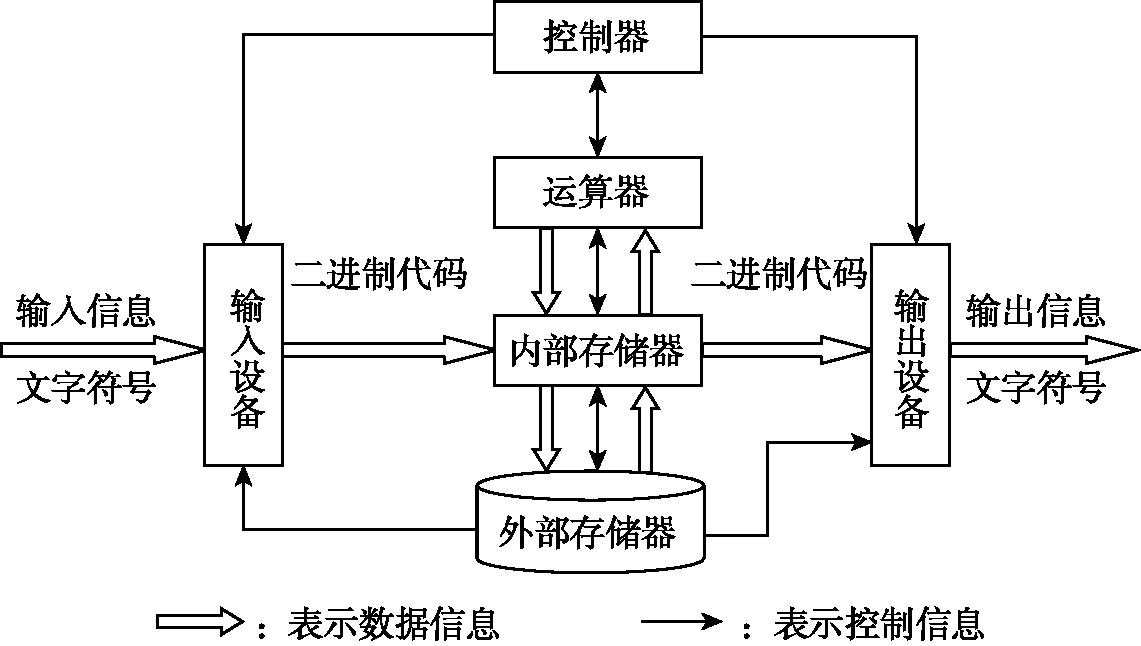 控制器
运算器
二进制代码
二进制代码
输入信息
文字符号
输入设备
内部存储器
输出设备
输出信息
文字符号
外部存储器
：表示数据信息
：表示控制信息